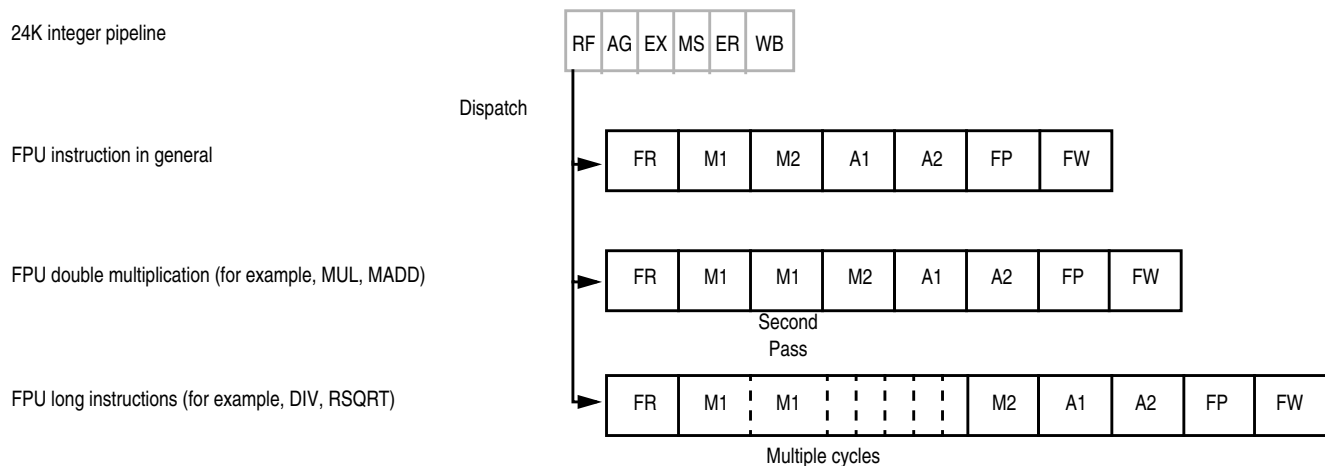 24K integer pipeline
RF AG EX MS ER WB
Dispatch
FPU instruction in general
FR M1 M2 A1 A2 FP FW
FPU double multiplication (for example, MUL, MADD)
FR M1 M1 M2 A1 A2 FP FW
Second
Pass
FPU long instructions (for example, DIV, RSQRT)
FR M1 M1 M2 A1 A2 FP FW
Multiple cycles